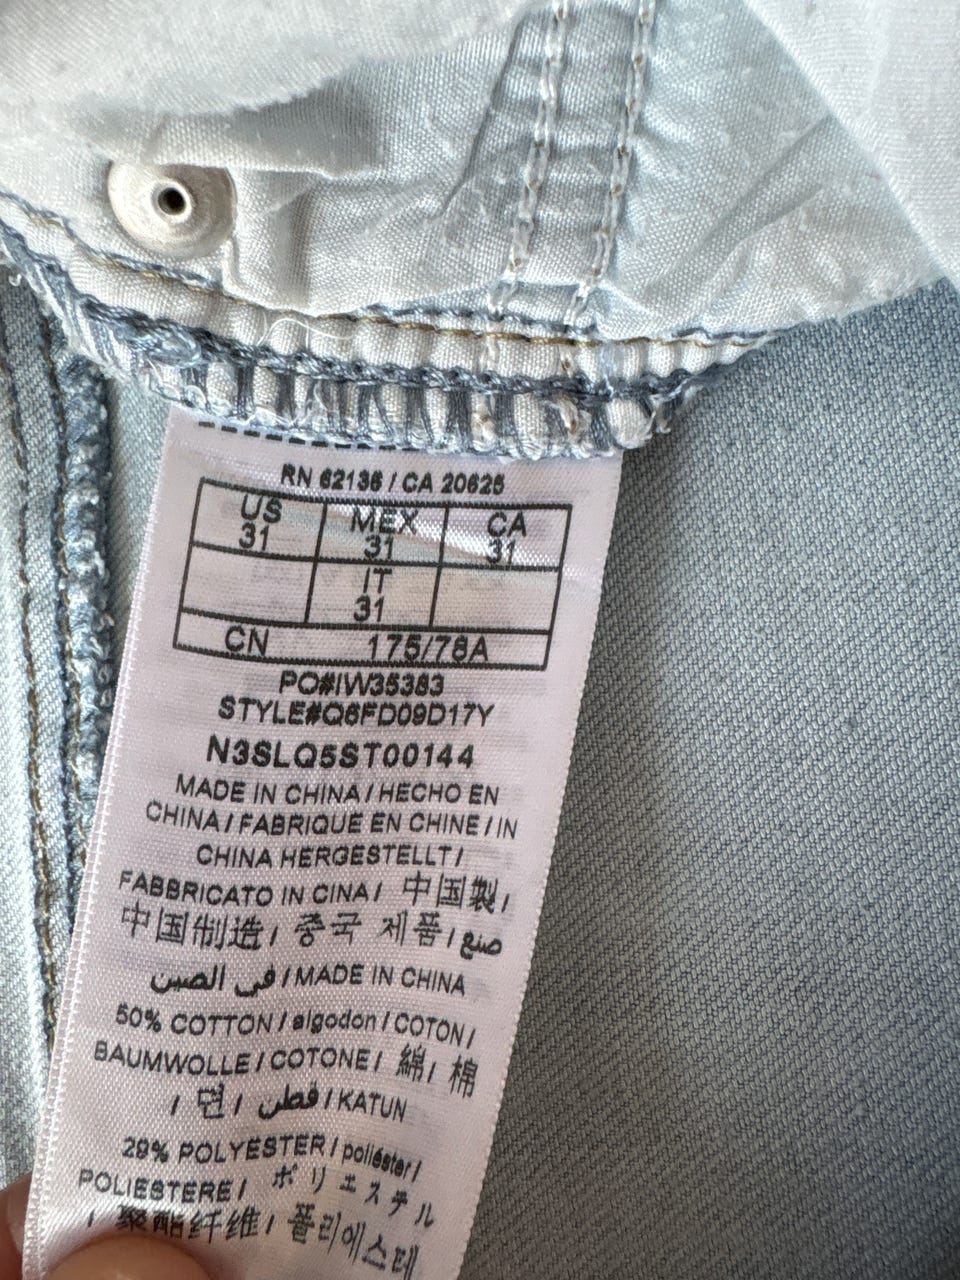 RN 62136 / CA 20625
US MEX CA
31 31 31
IT
31
CN 175/78A
PO#IW35383
STYLE#Q6FD09D17Y
N3SLQ5ST00144
MADE IN CHINA / HECHO EN
CHINA / FABRIQUE EN CHINE / IN
CHINA HERGESTELLT /
FABBRICATO IN CINA / 中国製 /
中国制造 / 중국 제품 / صنع
في الصين / MADE IN CHINA
50% COTTON / algodon / COTON /
BAUMWOLLE / COTONE / 綿 / 棉
/ 면 / قطن / KATUN
29% POLYESTER / poliéster /
POLIESTERE / ポリエステル
/ 聚酯纤维 / 폴리에스테